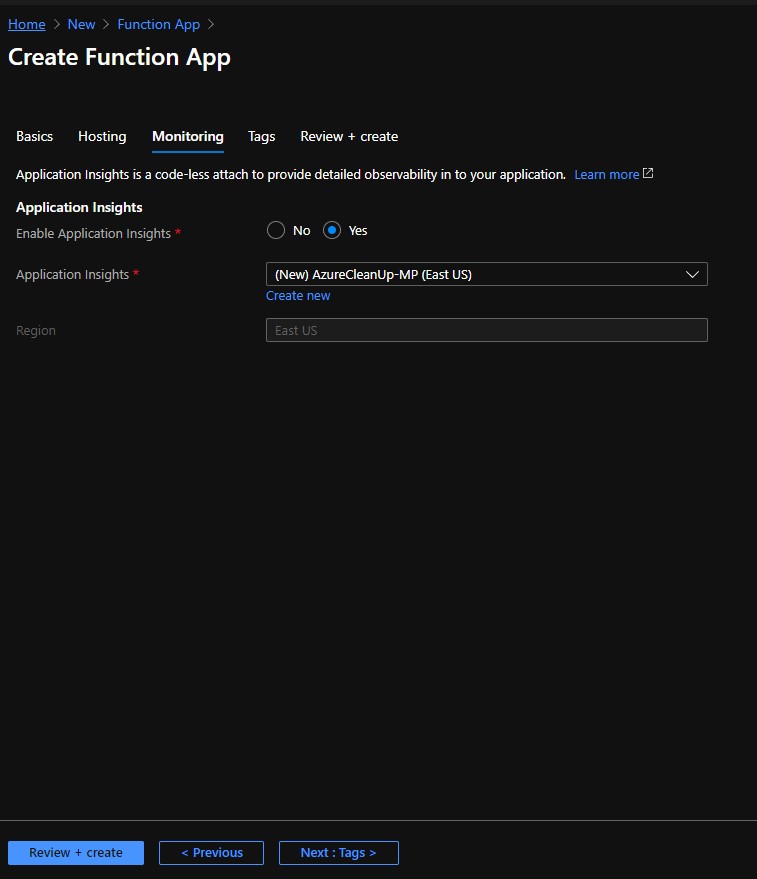 Home > New > Function App >
Create Function App
Basics Hosting Monitoring Tags Review + create
Application Insights is a code-less attach to provide detailed observability in to your application. Learn more
Application Insights
Enable Application Insights * No Yes
Application Insights * (New) AzureCleanUp-MP (East US)
Create new
Region East US
Review + create < Previous Next : Tags >